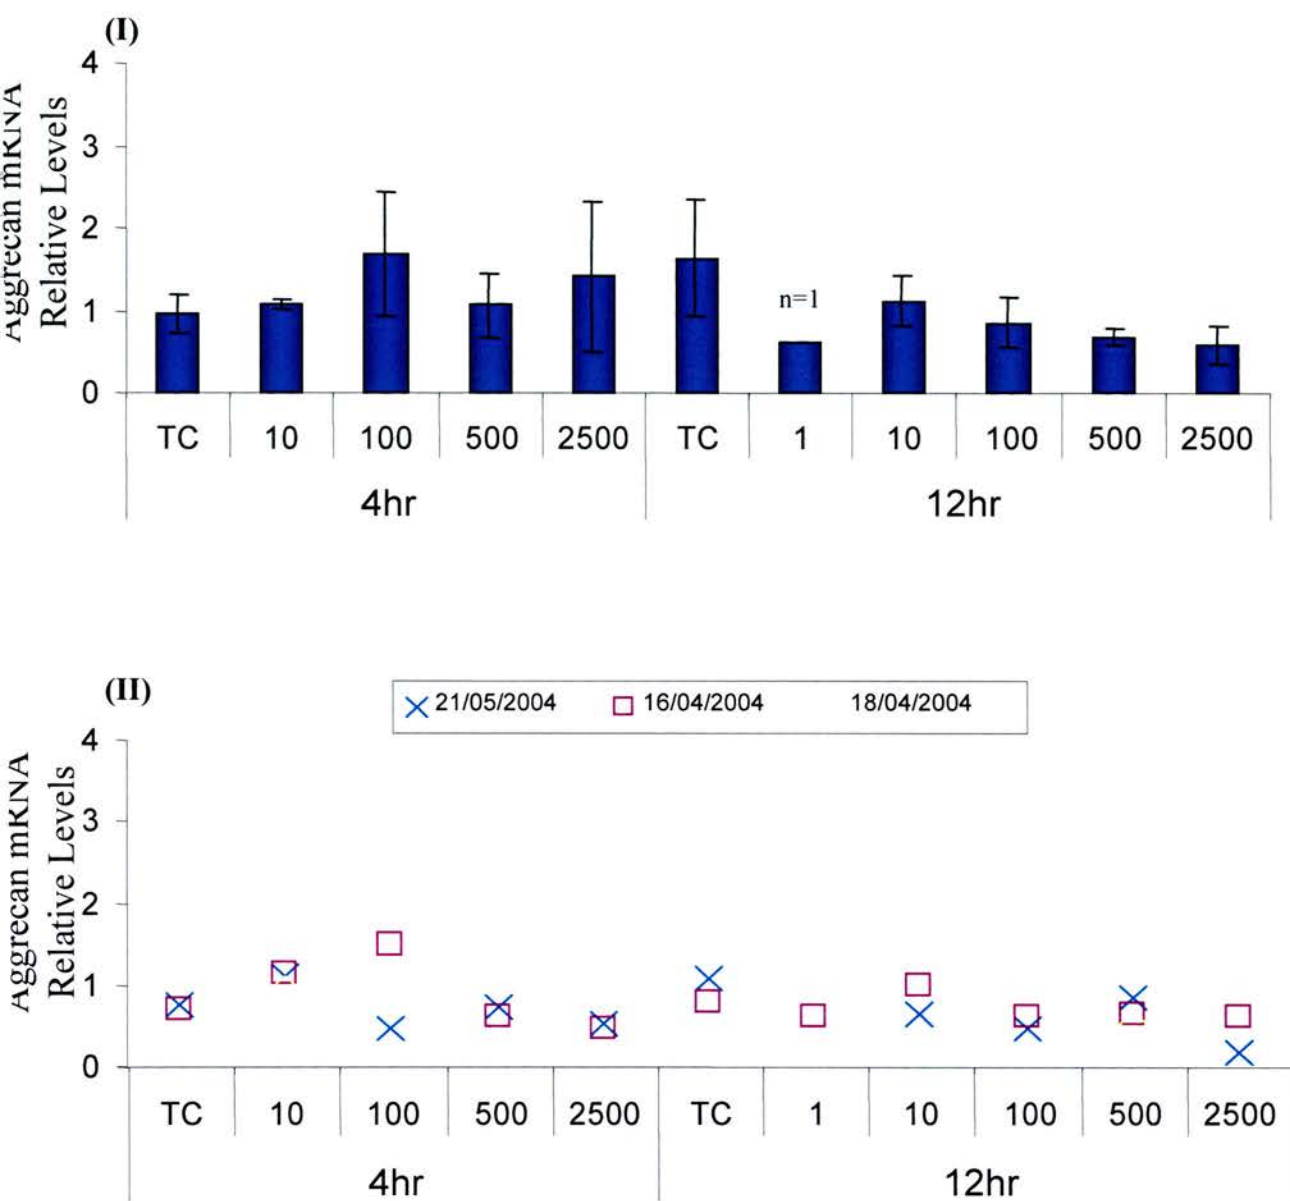 (I)
Aggrecan mRNA
Relative Levels
4
3
2
1
0
n=1
TC 10 100 500 2500 TC 1 10 100 500 2500
4hr 12hr
(II)
21/05/2004 16/04/2004 18/04/2004
Aggrecan mRNA
Relative Levels
4
3
2
1
0
TC 10 100 500 2500 TC 1 10 100 500 2500
4hr 12hr